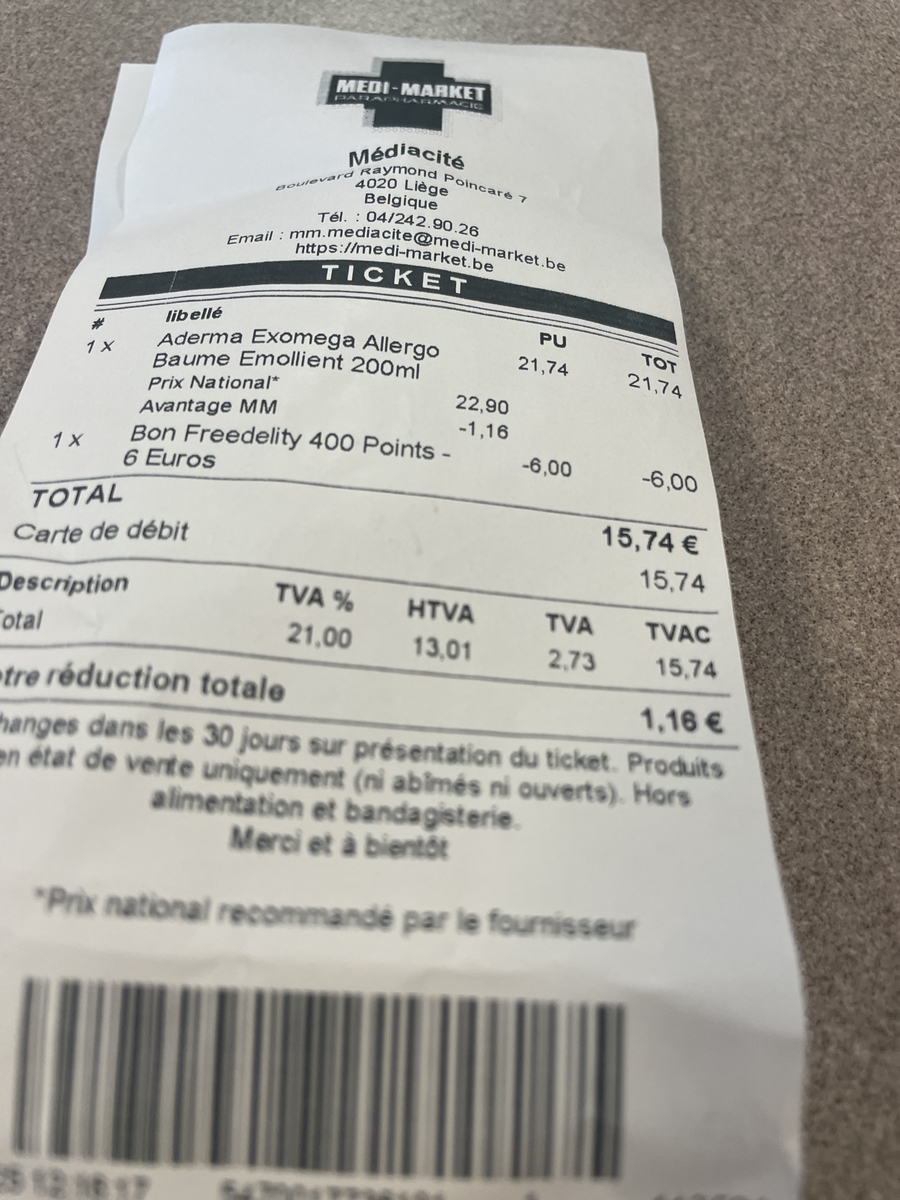 MEDI-MARKET
PARAPHARMACIE
Médiacité
Boulevard Raymond Poincaré 7
4020 Liège
Belgique
Tél. : 04/242.90.26
Email : mm.mediacite@medi-market.be
https://medi-market.be
TICKET
# libellé PU TOT
1 x Aderma Exomega Allergo 21,74 21,74
Baume Emollient 200ml
Prix National* 22,90
Avantage MM -1,16
1 x Bon Freedelity 400 Points - -6,00 -6,00
6 Euros
TOTAL 15,74 €
Carte de débit 15,74
Description TVA % HTVA TVA TVAC
Total 21,00 13,01 2,73 15,74
tre réduction totale 1,16 €
hanges dans les 30 jours sur présentation du ticket. Produits
en état de vente uniquement (ni abîmés ni ouverts). Hors
alimentation et bandagisterie.
Merci et à bientôt
*Prix national recommandé par le fournisseur